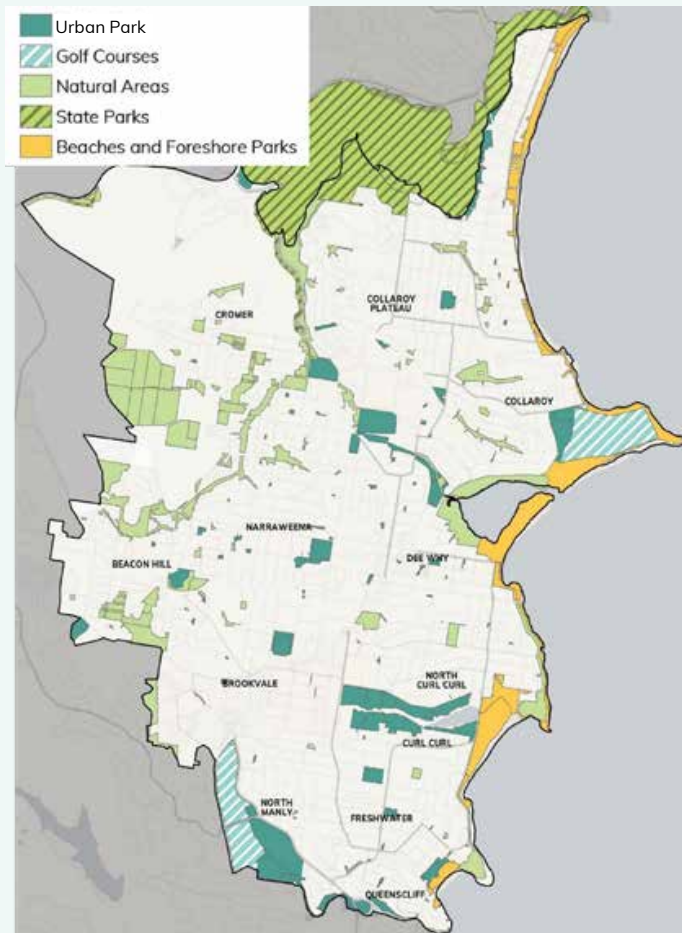 Urban Park
Golf Courses
Natural Areas
State Parks
Beaches and Foreshore Parks
CROMER
COLLAROY
PLATEAU
COLLAROY
NARRAWEENA
BEACON HILL
DEE WHY
BROOKVALE
NORTH
CURL CURL
CURL CURL
NORTH
MANLY
FRESHWATER
QUEENSCLIFF